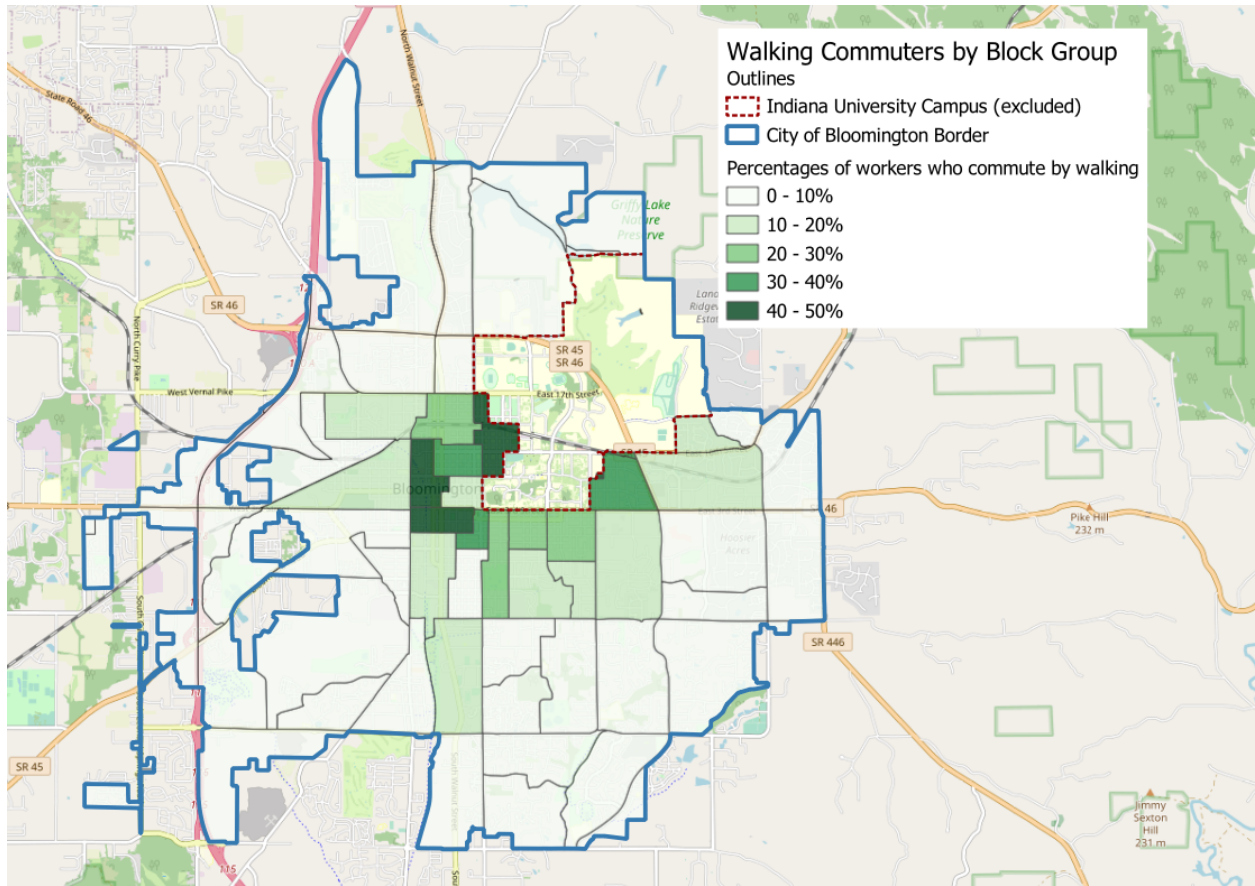 Walking Commuters by Block Group
Outlines
Indiana University Campus (excluded)
City of Bloomington Border
Percentages of workers who commute by walking
0 - 10%
10 - 20%
20 - 30%
30 - 40%
40 - 50%
State Road 46
North Walnut Street
Griffy Lake
Nature
Preserve
SR 46
North Curry Pike
SR 45
SR 46
West Vernal Pike
East 17th Street
Bloomington
Hoosier
Acres
Pike Hill
232 m
SR 446
SR 45
South Walnut Street
115
Jimmy
Sexton
Hill
231 m